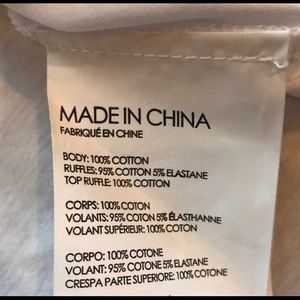 MADE IN CHINA
FABRIQUÉ EN CHINE
BODY: 100% COTTON
RUFFLES: 95% COTTON 5% ELASTANE
TOP RUFFLE: 100% COTTON
CORPS: 100% COTON
VOLANTS: 95% COTON 5% ÉLASTHANNE
VOLANT SUPÉRIEUR: 100% COTON
CORPO: 100% COTONE
VOLANT: 95% COTONE 5% ELASTANE
CRESPA PARTE SUPERIORE: 100% COTONE